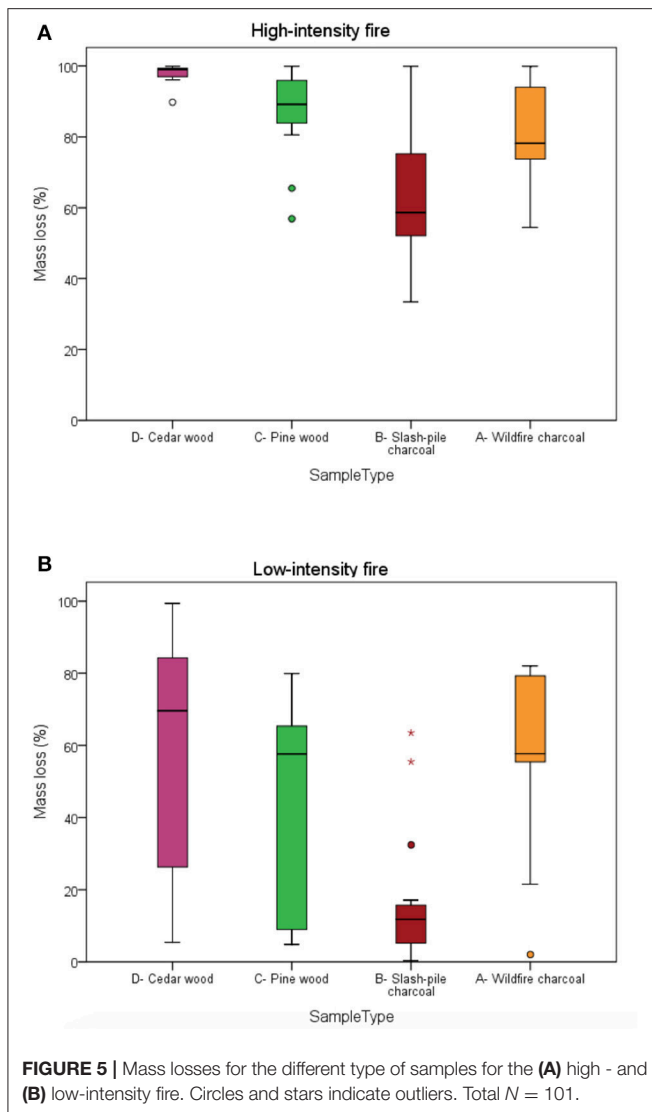 A
High-intensity fire
100
80
60
40
20
0
Mass loss (%)
D- Cedar wood
C- Pine wood
B- Slash-pile
charcoal
A- Wildfire charcoal
SampleType
B
Low-intensity fire
100
80
60
40
20
0
Mass loss (%)
D- Cedar wood
C- Pine wood
B- Slash-pile
charcoal
A- Wildfire charcoal
SampleType
FIGURE 5 | Mass losses for the different type of samples for the (A) high - and
(B) low-intensity fire. Circles and stars indicate outliers. Total N = 101.